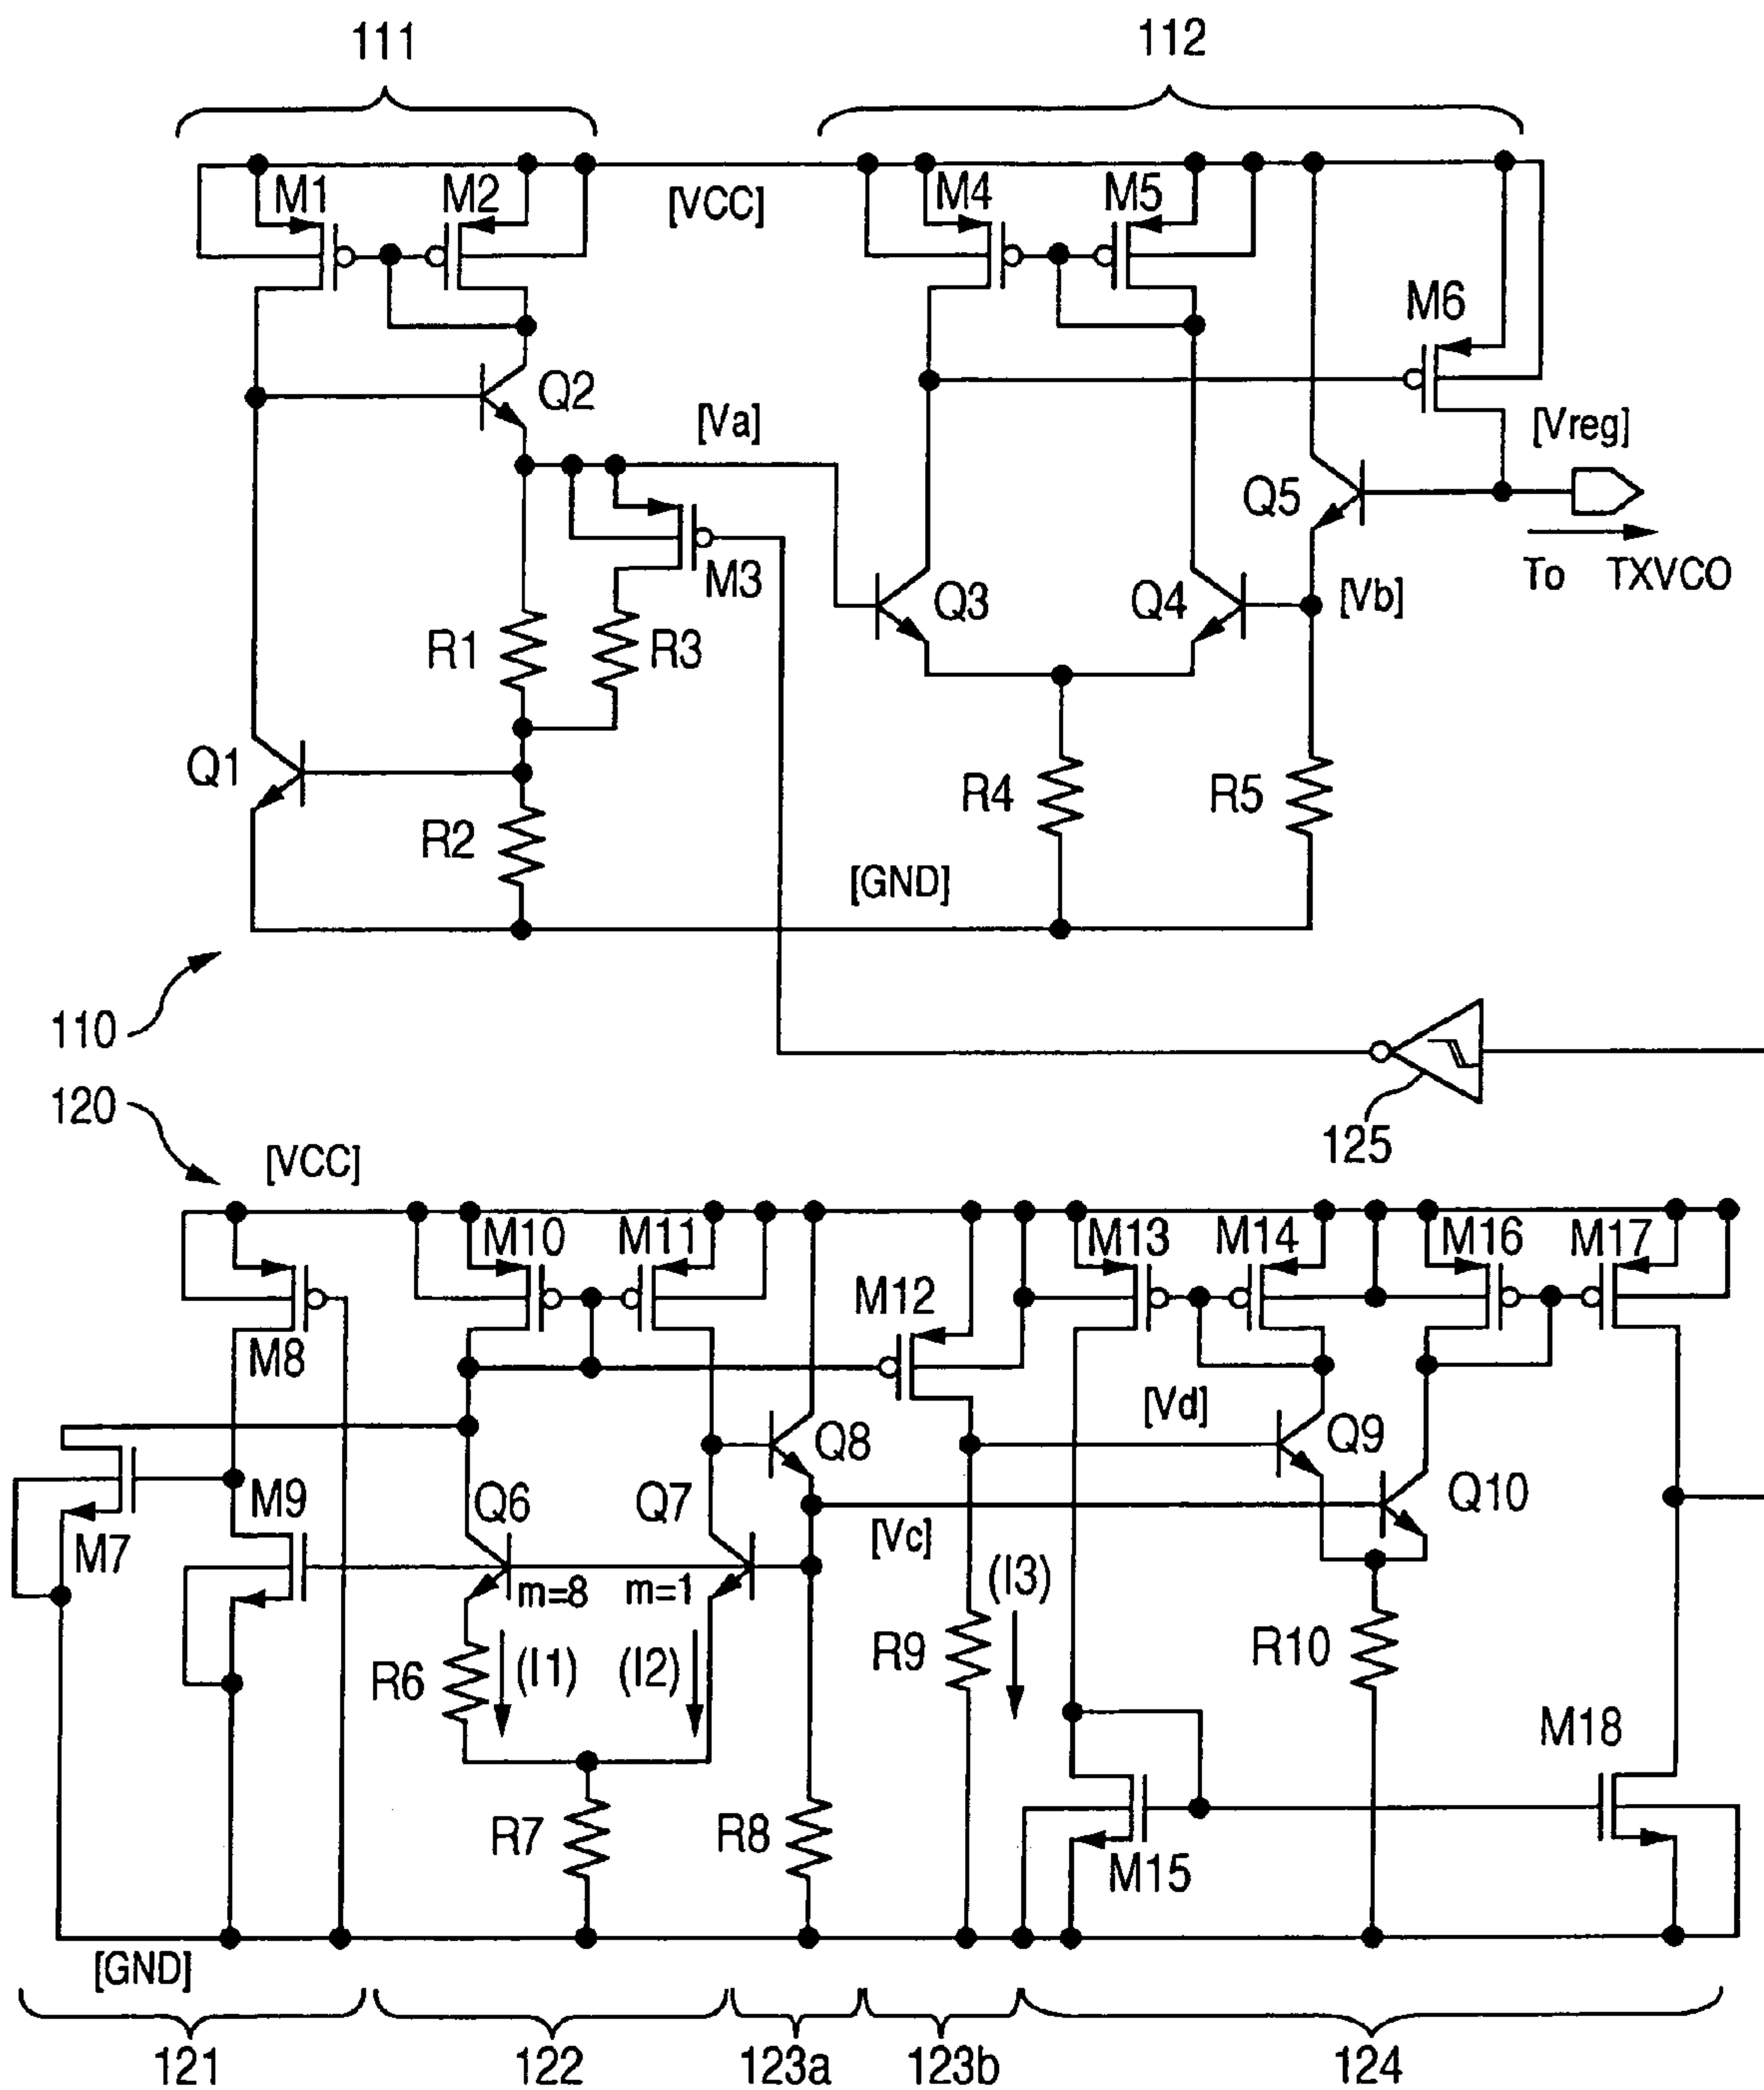 111
112
M1
M2
[VCC]
M4
M5
M6
Q2
[Va]
[Vreg]
Q5
M3
Q3
Q4
[Vb]
To TXVCO
R1
R3
Q1
R2
R4
R5
[GND]
110
120
125
[VCC]
M10
M11
M13
M14
M16
M17
M12
M8
[Vd]
Q8
Q9
M9
Q6
Q7
Q10
M7
[Vc]
m=8
m=1
(I3)
R6
(I1)
(I2)
R9
R10
M18
R7
R8
M15
[GND]
121
122
123a
123b
124